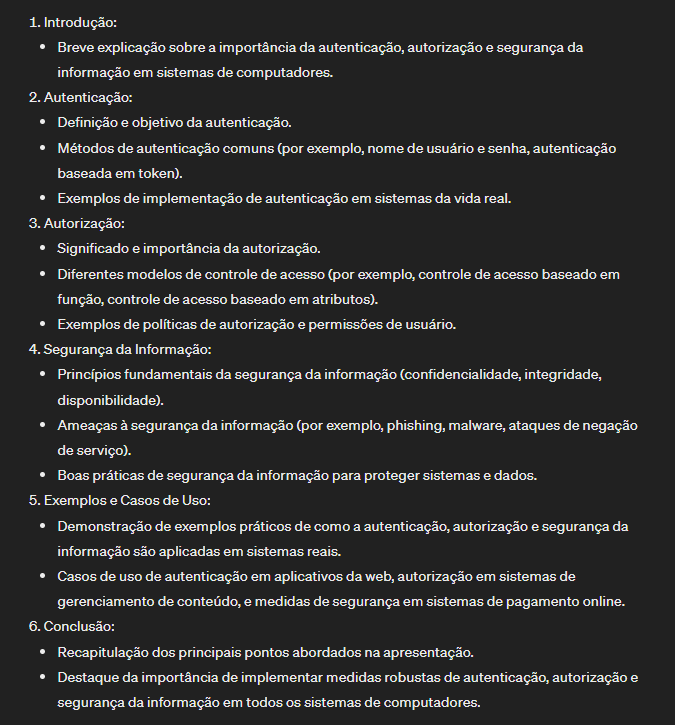 1. Introdução:
• Breve explicação sobre a importância da autenticação, autorização e segurança da
informação em sistemas de computadores.
2. Autenticação:
• Definição e objetivo da autenticação.
• Métodos de autenticação comuns (por exemplo, nome de usuário e senha, autenticação
baseada em token).
• Exemplos de implementação de autenticação em sistemas da vida real.
3. Autorização:
• Significado e importância da autorização.
• Diferentes modelos de controle de acesso (por exemplo, controle de acesso baseado em
função, controle de acesso baseado em atributos).
• Exemplos de políticas de autorização e permissões de usuário.
4. Segurança da Informação:
• Princípios fundamentais da segurança da informação (confidencialidade, integridade,
disponibilidade).
• Ameaças à segurança da informação (por exemplo, phishing, malware, ataques de negação
de serviço).
• Boas práticas de segurança da informação para proteger sistemas e dados.
5. Exemplos e Casos de Uso:
• Demonstração de exemplos práticos de como a autenticação, autorização e segurança da
informação são aplicadas em sistemas reais.
• Casos de uso de autenticação em aplicativos da web, autorização em sistemas de
gerenciamento de conteúdo, e medidas de segurança em sistemas de pagamento online.
6. Conclusão:
• Recapitulação dos principais pontos abordados na apresentação.
• Destaque da importância de implementar medidas robustas de autenticação, autorização e
segurança da informação em todos os sistemas de computadores.